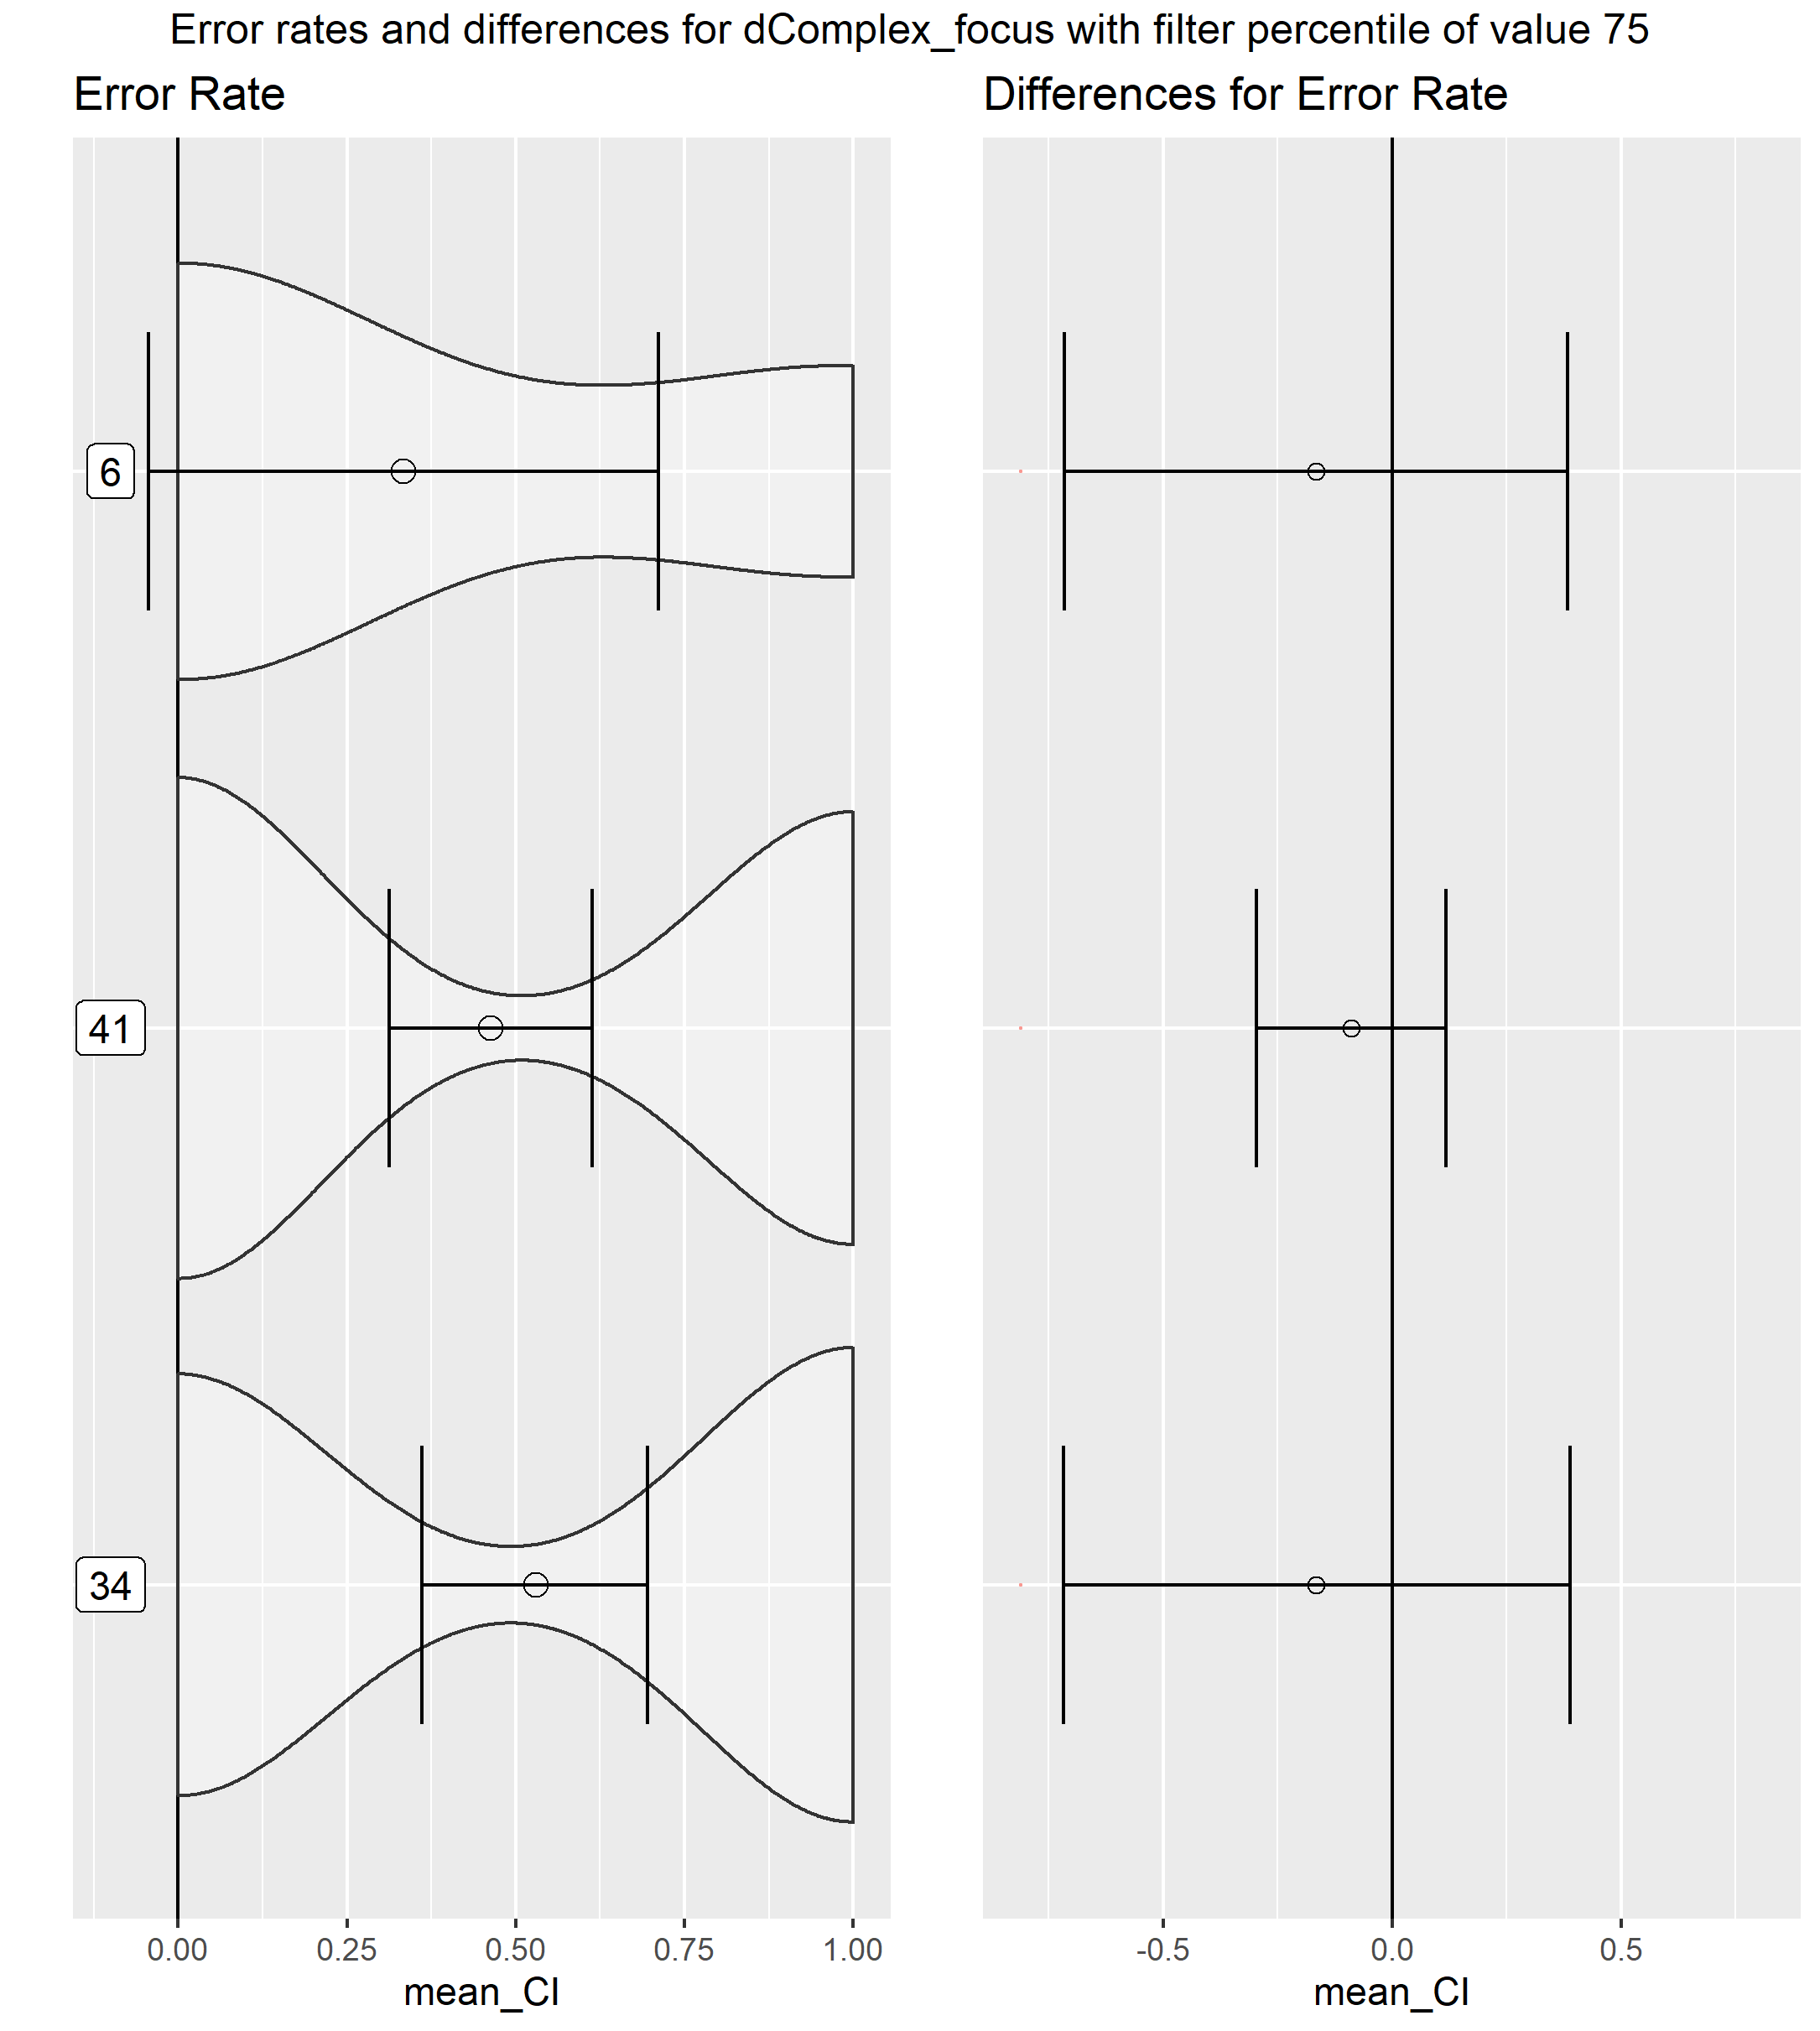 Error rates and differences for dComplex_focus with filter percentile of value 75
Error Rate
Differences for Error Rate
6
41
34
0.00 0.25 0.50 0.75 1.00
-0.5 0.0 0.5
mean_CI
mean_CI